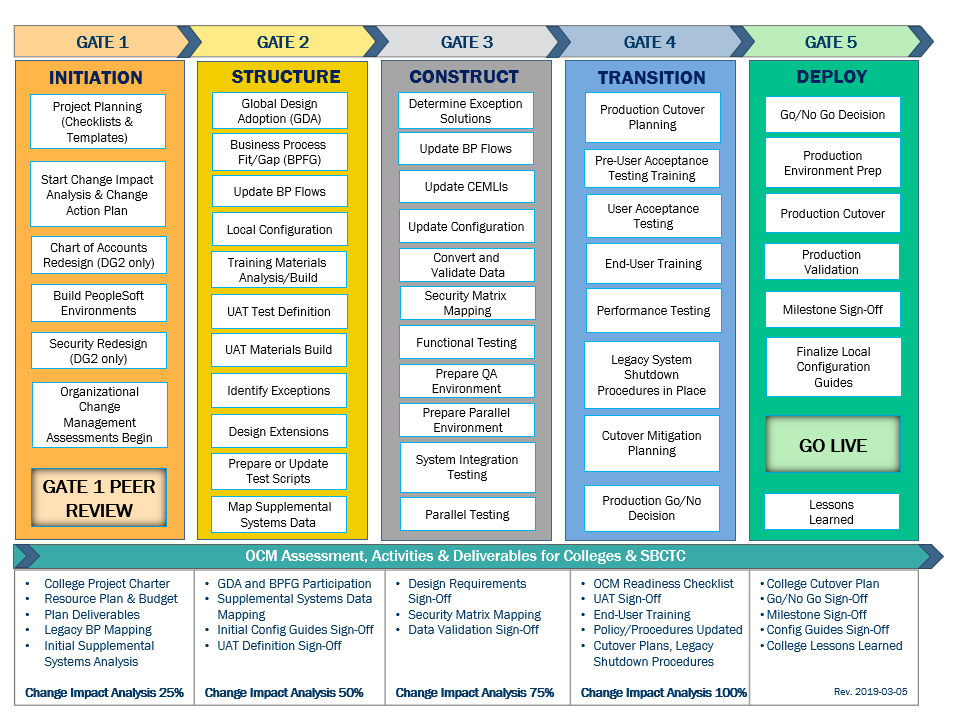 GATE 1
GATE 2
GATE 3
GATE 4
GATE 5
INITIATION
Project Planning
(Checklists &
Templates)
Start Change Impact
Analysis & Change
Action Plan
Chart of Accounts
Redesign (DG2 only)
Build PeopleSoft
Environments
Security Redesign
(DG2 only)
Organizational
Change
Management
Assessments Begin
GATE 1 PEER
REVIEW
STRUCTURE
Global Design
Adoption (GDA)
Business Process
Fit/Gap (BPFG)
Update BP Flows
Local Configuration
Training Materials
Analysis/Build
UAT Test Definition
UAT Materials Build
Identify Exceptions
Design Extensions
Prepare or Update
Test Scripts
Map Supplemental
Systems Data
CONSTRUCT
Determine Exception
Solutions
Update BP Flows
Update CEMLIs
Update Configuration
Convert and
Validate Data
Security Matrix
Mapping
Functional Testing
Prepare QA
Environment
Prepare Parallel
Environment
System Integration
Testing
Parallel Testing
TRANSITION
Production Cutover
Planning
Pre-User Acceptance
Testing Training
User Acceptance
Testing
End-User Training
Performance Testing
Legacy System
Shutdown
Procedures in Place
Cutover Mitigation
Planning
Production Go/No
Decision
DEPLOY
Go/No Go Decision
Production
Environment Prep
Production Cutover
Production
Validation
Milestone Sign-Off
Finalize Local
Configuration
Guides
GO LIVE
Lessons
Learned
OCM Assessment, Activities & Deliverables for Colleges & SBCTC
• College Project Charter
• Resource Plan & Budget
• Plan Deliverables
• Legacy BP Mapping
• Initial Supplemental
Systems Analysis
Change Impact Analysis 25%
• GDA and BPFG Participation
• Supplemental Systems Data
Mapping
• Initial Config Guides Sign-Off
• UAT Definition Sign-Off
Change Impact Analysis 50%
• Design Requirements
Sign-Off
• Security Matrix Mapping
• Data Validation Sign-Off
Change Impact Analysis 75%
• OCM Readiness Checklist
• UAT Sign-Off
• End-User Training
• Policy/Procedures Updated
• Cutover Plans, Legacy
Shutdown Procedures
Change Impact Analysis 100%
• College Cutover Plan
• Go/No Go Sign-Off
• Milestone Sign-Off
• Config Guides Sign-Off
• College Lessons Learned
Rev. 2019-03-05